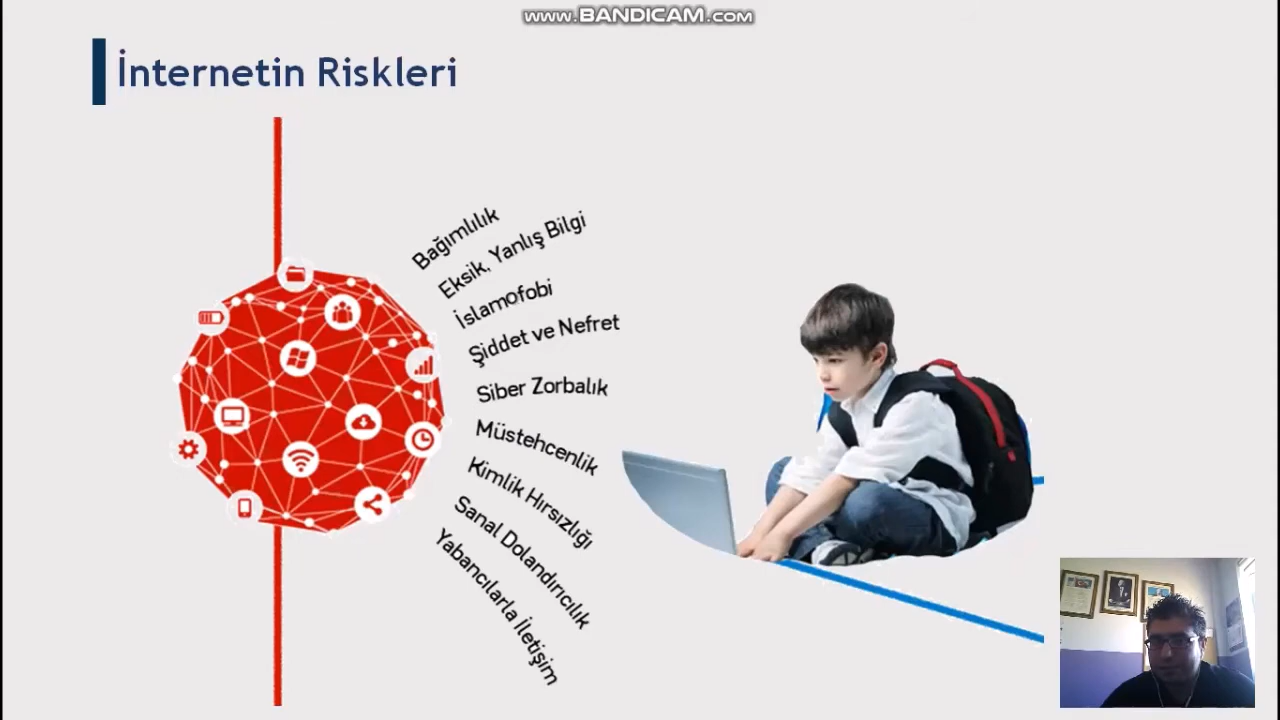 www.BANDICAM.com
İnternetin Riskleri
Bağımlılık
Eksik, Yanlış Bilgi
İslamofobi
Şiddet ve Nefret
Siber Zorbalık
Müstehcenlik
Kimlik Hırsızlığı
Sanal Dolandırıcılık
Yabancılarla İletişim